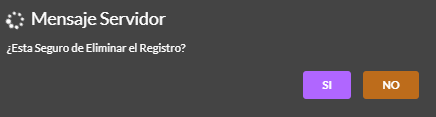 Mensaje Servidor
¿Esta Seguro de Eliminar el Registro?
SI NO